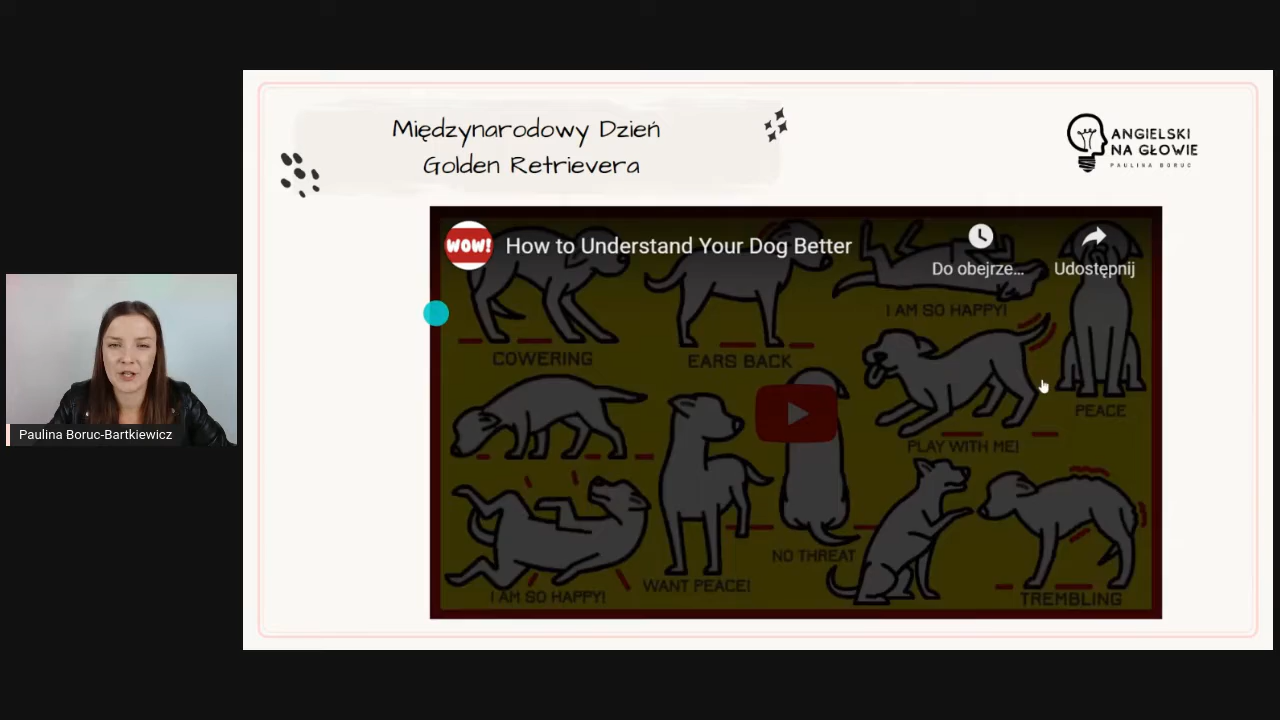 Międzynarodowy Dzień
Golden Retrievera
ANGIELSKI
NA GŁOWIE
PAULINA BORUC
WOW!
How to Understand Your Dog Better
Do obejrze...
Udostępnij
I AM SO HAPPY!
COWERING
EARS BACK
PEACE
PLAY WITH ME!
NO THREAT
WANT PEACE!
I AM SO HAPPY!
TREMBLING
Paulina Boruc-Bartkiewicz